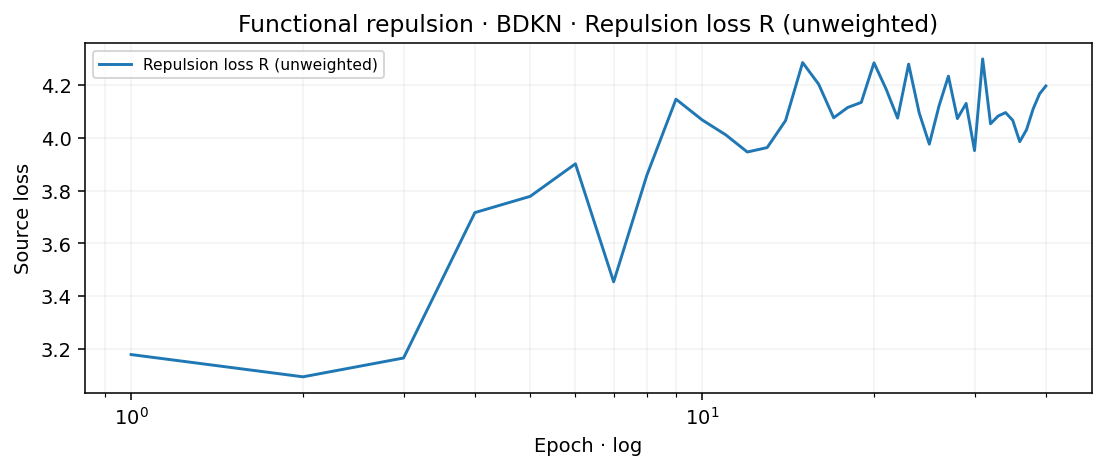 Functional repulsion · BDKN · Repulsion loss R (unweighted)
Repulsion loss R (unweighted)
Source loss
4.2
4.0
3.8
3.6
3.4
3.2
10⁰
10¹
Epoch · log